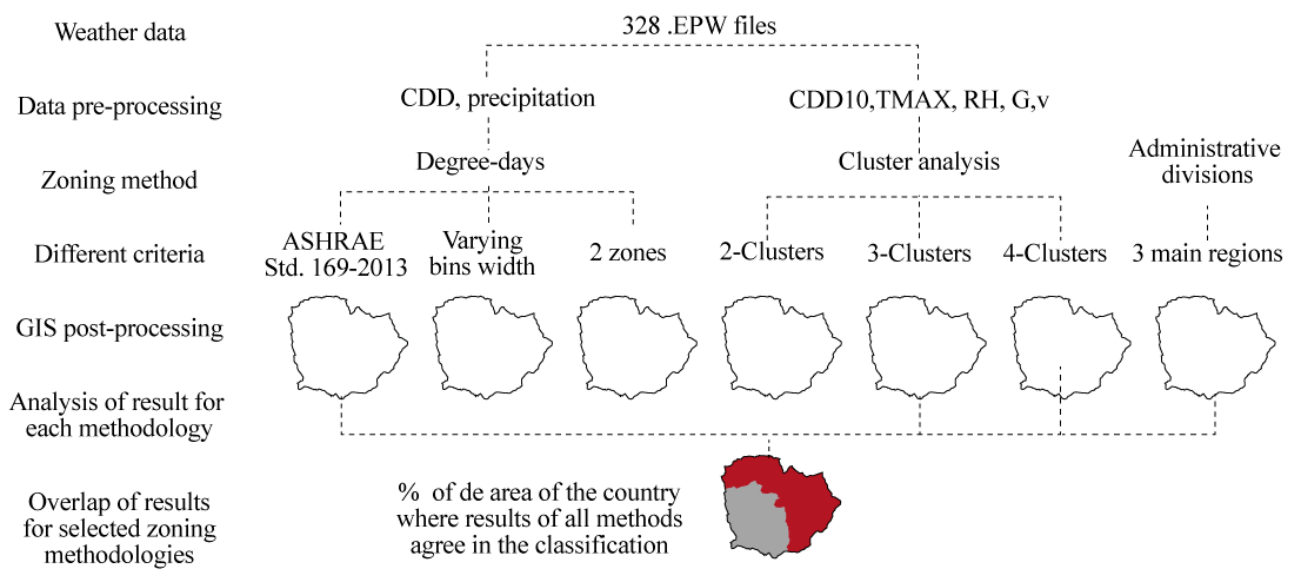 Weather data
328 .EPW files
Data pre-processing
CDD, precipitation
CDD10,TMAX, RH, G,v
Zoning method
Degree-days
Cluster analysis
Administrative
divisions
Different criteria
ASHRAE
Std. 169-2013
Varying
bins width
2 zones
2-Clusters
3-Clusters
4-Clusters
3 main regions
GIS post-processing
Analysis of result for
each methodology
Overlap of results
for selected zoning
methodologies
% of de area of the country
where results of all methods
agree in the classification